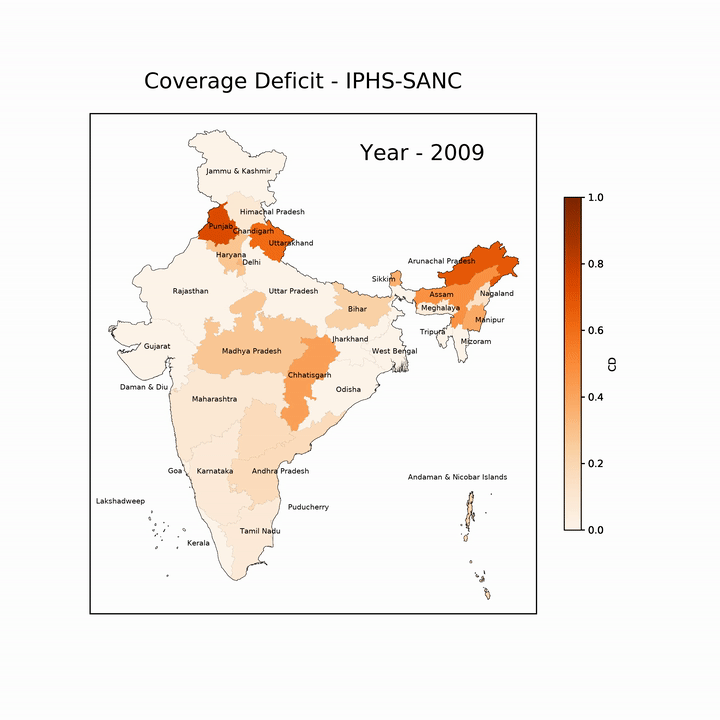 Coverage Deficit - IPHS-SANC
Year - 2009
Jammu & Kashmir
Himachal Pradesh
Punjab
Chandigarh
Uttarakhand
Haryana
Delhi
Arunachal Pradesh
Sikkim
Rajasthan
Uttar Pradesh
Assam
Nagaland
Bihar
Meghalaya
Manipur
Tripura
Jharkhand
Mizoram
Gujarat
Madhya Pradesh
West Bengal
Chhatisgarh
Daman & Diu
Odisha
Maharashtra
Goa
Karnataka
Andhra Pradesh
Andaman & Nicobar Islands
Lakshadweep
Puducherry
Tamil Nadu
Kerala
1.0
0.8
0.6
0.4
0.2
0.0
CD